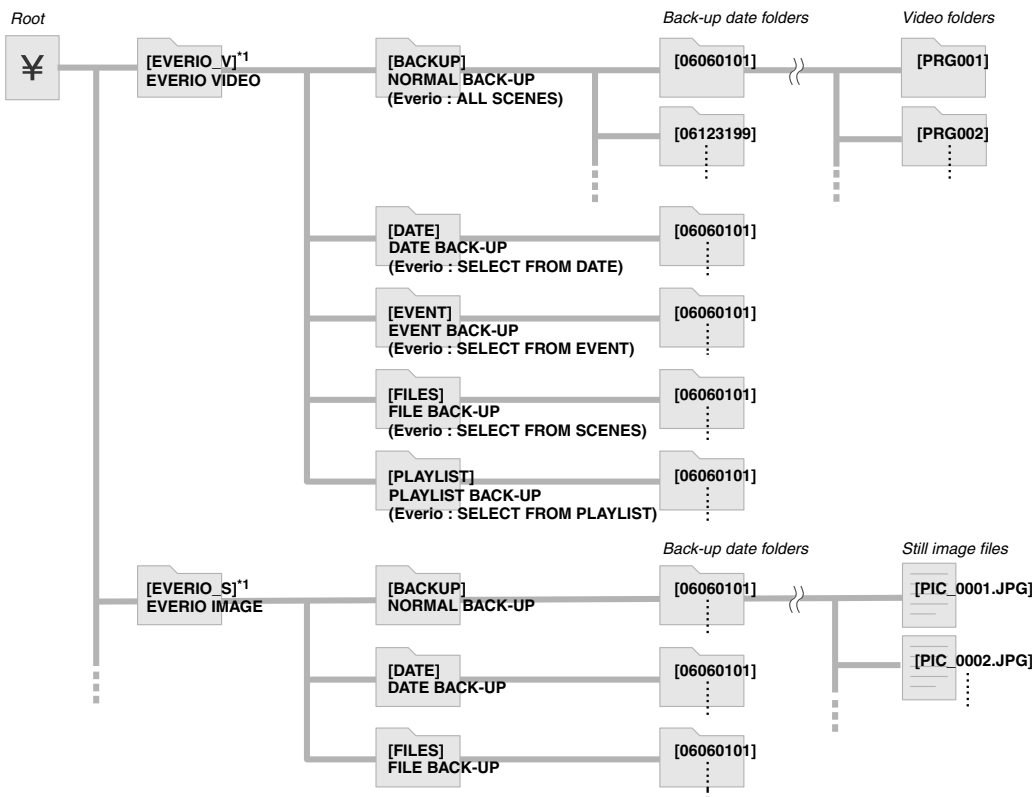 Root
Back-up date folders
Video folders
¥
[EVERIO_V]*1
EVERIO VIDEO
[BACKUP]
NORMAL BACK-UP
(Everio : ALL SCENES)
[06060101]
[PRG001]
[06123199]
[PRG002]
[DATE]
DATE BACK-UP
(Everio : SELECT FROM DATE)
[06060101]
[EVENT]
EVENT BACK-UP
(Everio : SELECT FROM EVENT)
[06060101]
[FILES]
FILE BACK-UP
(Everio : SELECT FROM SCENES)
[06060101]
[PLAYLIST]
PLAYLIST BACK-UP
(Everio : SELECT FROM PLAYLIST)
[06060101]
Back-up date folders
Still image files
[EVERIO_S]*1
EVERIO IMAGE
[BACKUP]
NORMAL BACK-UP
[06060101]
[PIC_0001.JPG]
[PIC_0002.JPG]
[DATE]
DATE BACK-UP
[06060101]
[FILES]
FILE BACK-UP
[06060101]